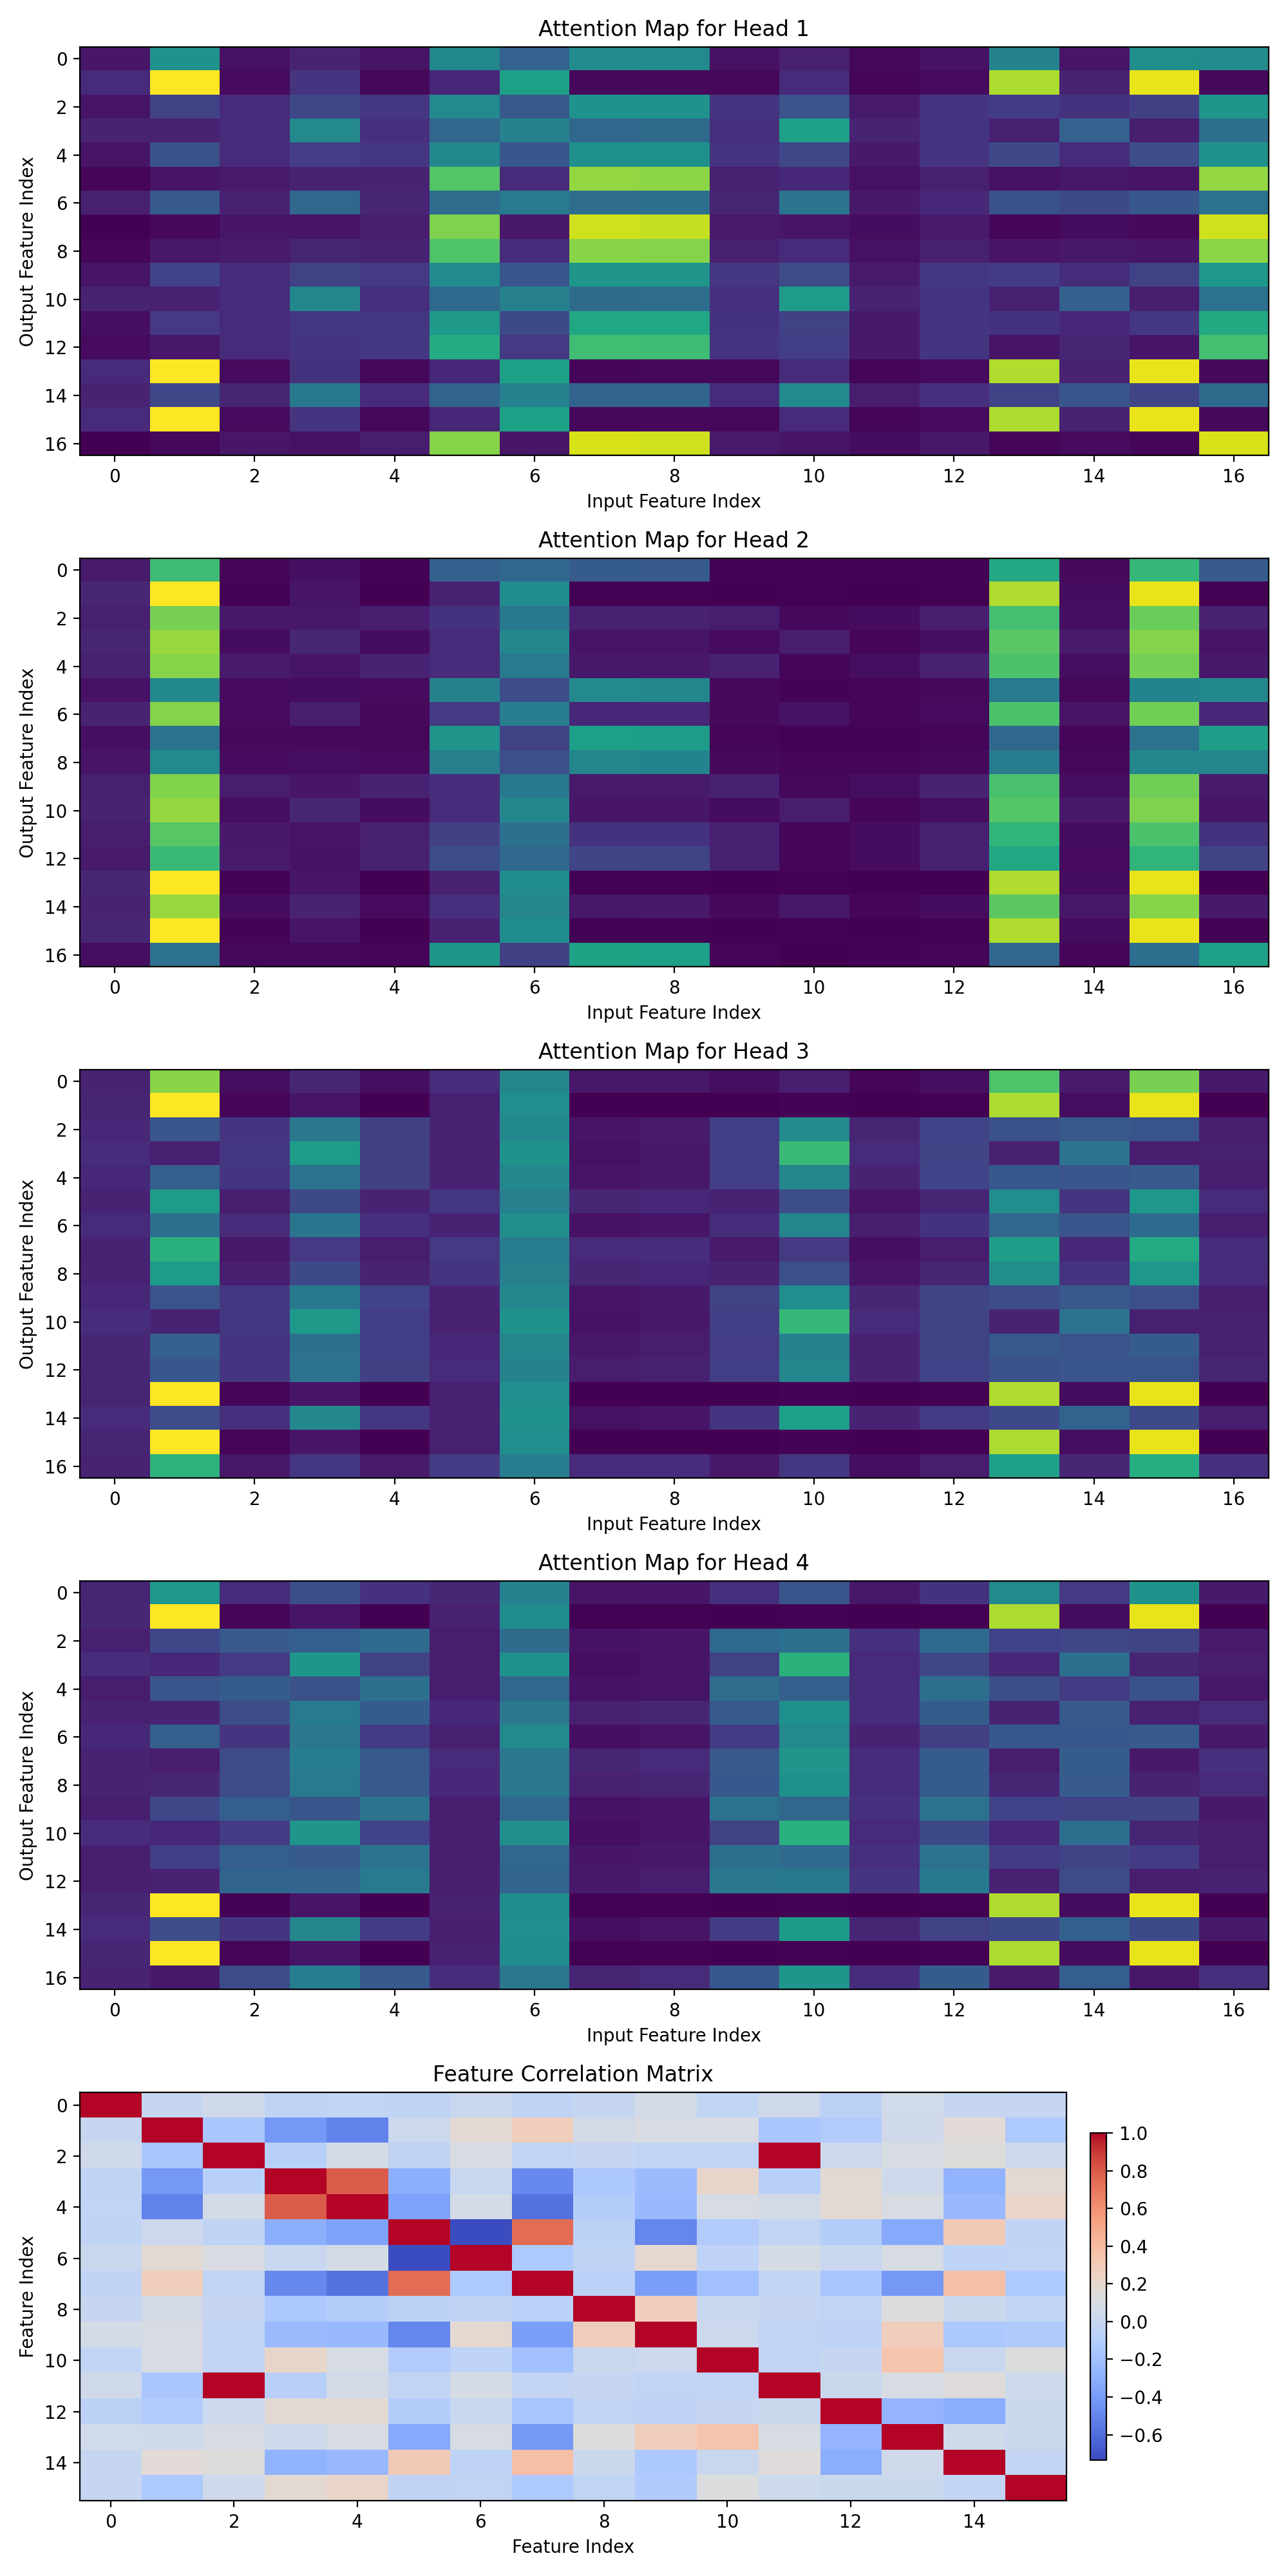 Attention Map for Head 1
Output Feature Index
0
2
4
6
8
10
12
14
16
0 2 4 6 8 10 12 14 16
Input Feature Index
Attention Map for Head 2
Output Feature Index
0
2
4
6
8
10
12
14
16
0 2 4 6 8 10 12 14 16
Input Feature Index
Attention Map for Head 3
Output Feature Index
0
2
4
6
8
10
12
14
16
0 2 4 6 8 10 12 14 16
Input Feature Index
Attention Map for Head 4
Output Feature Index
0
2
4
6
8
10
12
14
16
0 2 4 6 8 10 12 14 16
Input Feature Index
Feature Correlation Matrix
Feature Index
0
2
4
6
8
10
12
14
0 2 4 6 8 10 12 14
Feature Index
1.0
0.8
0.6
0.4
0.2
0.0
−0.2
−0.4
−0.6